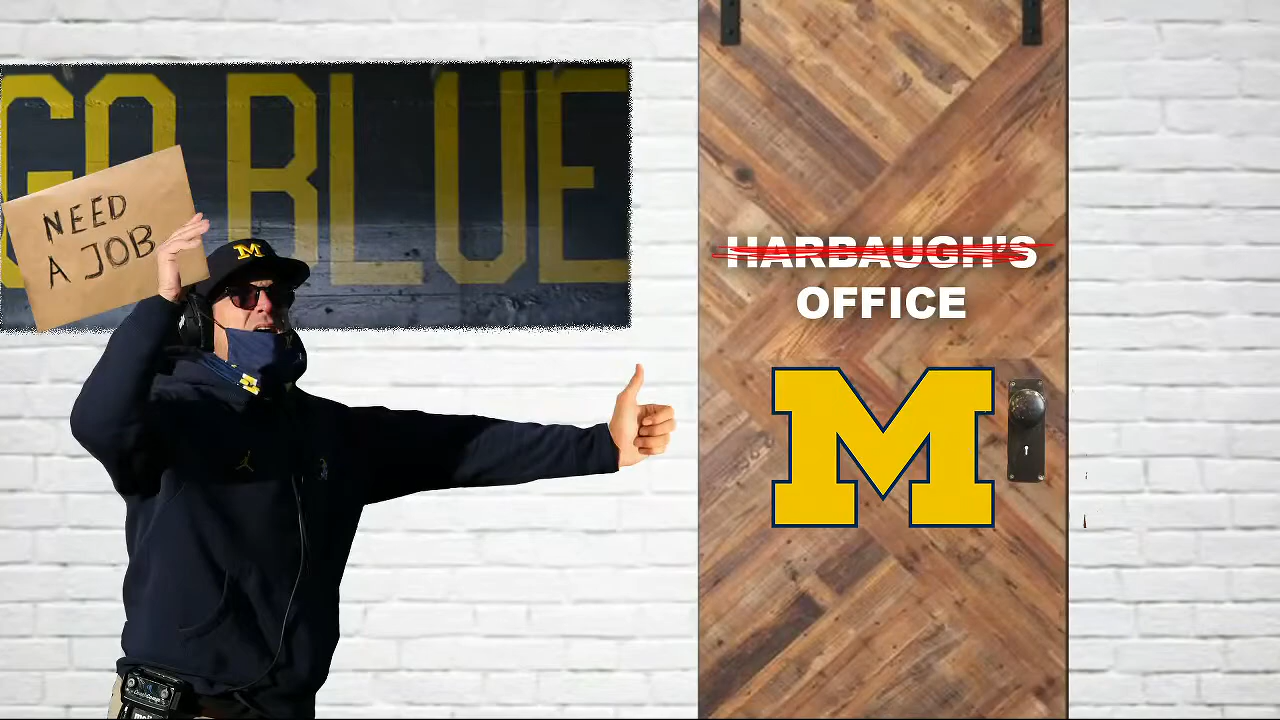 GO BLUE
NEED
A JOB
M
HARBAUGH'S
OFFICE
M